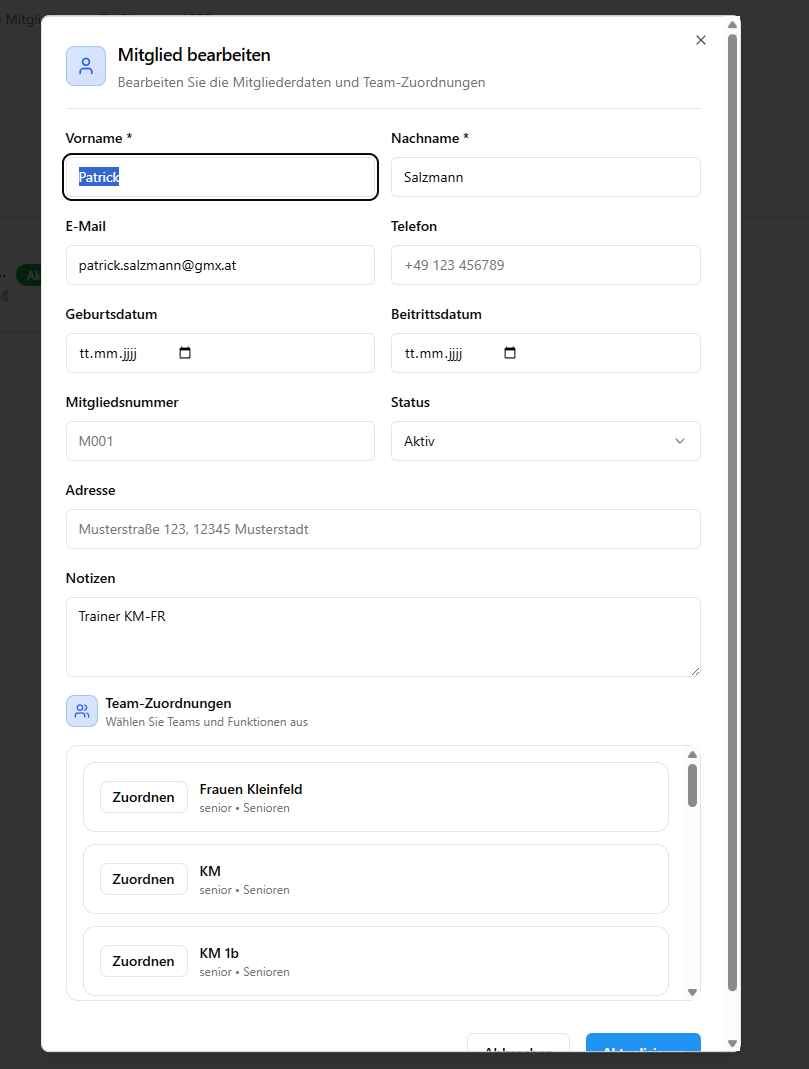 Mitglied bearbeiten
Bearbeiten Sie die Mitgliederdaten und Team-Zuordnungen
Vorname * Nachname *
Patrick Salzmann
E-Mail Telefon
patrick.salzmann@gmx.at +49 123 456789
Geburtsdatum Beitrittsdatum
tt.mm.jjjj tt.mm.jjjj
Mitgliedsnummer Status
M001 Aktiv
Adresse
Musterstraße 123, 12345 Musterstadt
Notizen
Trainer KM-FR
Team-Zuordnungen
Wählen Sie Teams und Funktionen aus
Zuordnen Frauen Kleinfeld
senior • Senioren
Zuordnen KM
senior • Senioren
Zuordnen KM 1b
senior • Senioren